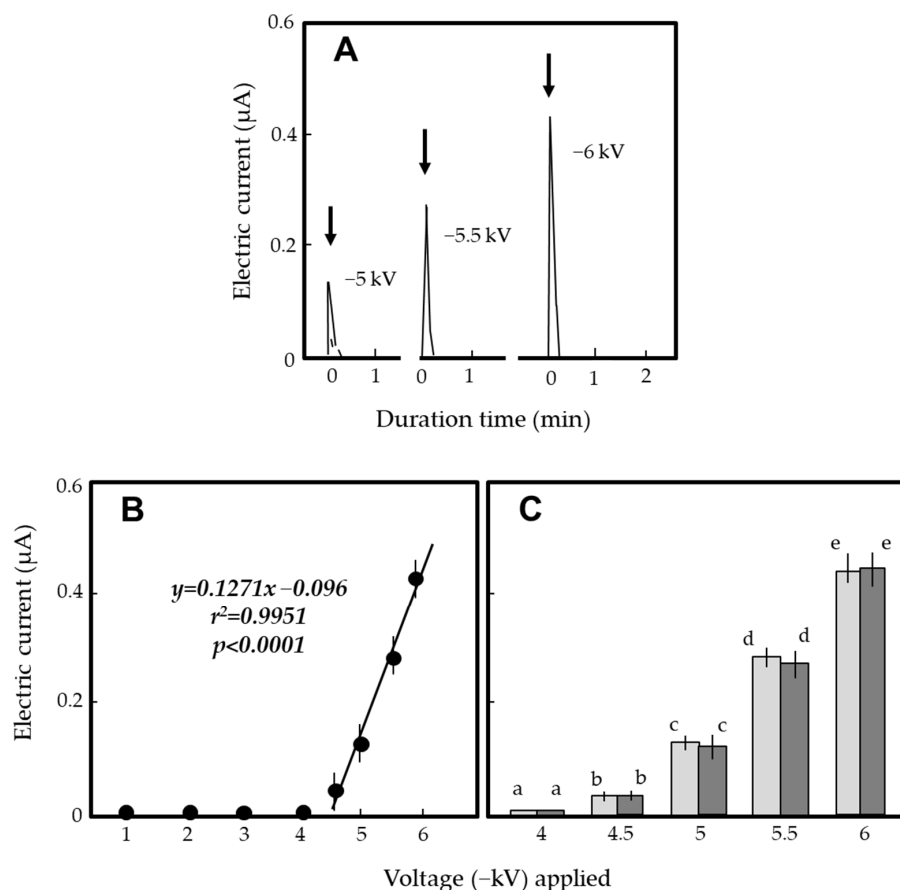 0.6
A
0.4
0.2
0
Electric current (µA)
−5 kV
−5.5 kV
−6 kV
0 1 0 1 0 1 2
Duration time (min)
0.6
B
0.4
0.2
0
Electric current (µA)
y=0.1271x −0.096
r²=0.9951
p<0.0001
1 2 3 4 5 6
C
a a
b b
c c
d d
e e
4 4.5 5 5.5 6
Voltage (−kV) applied